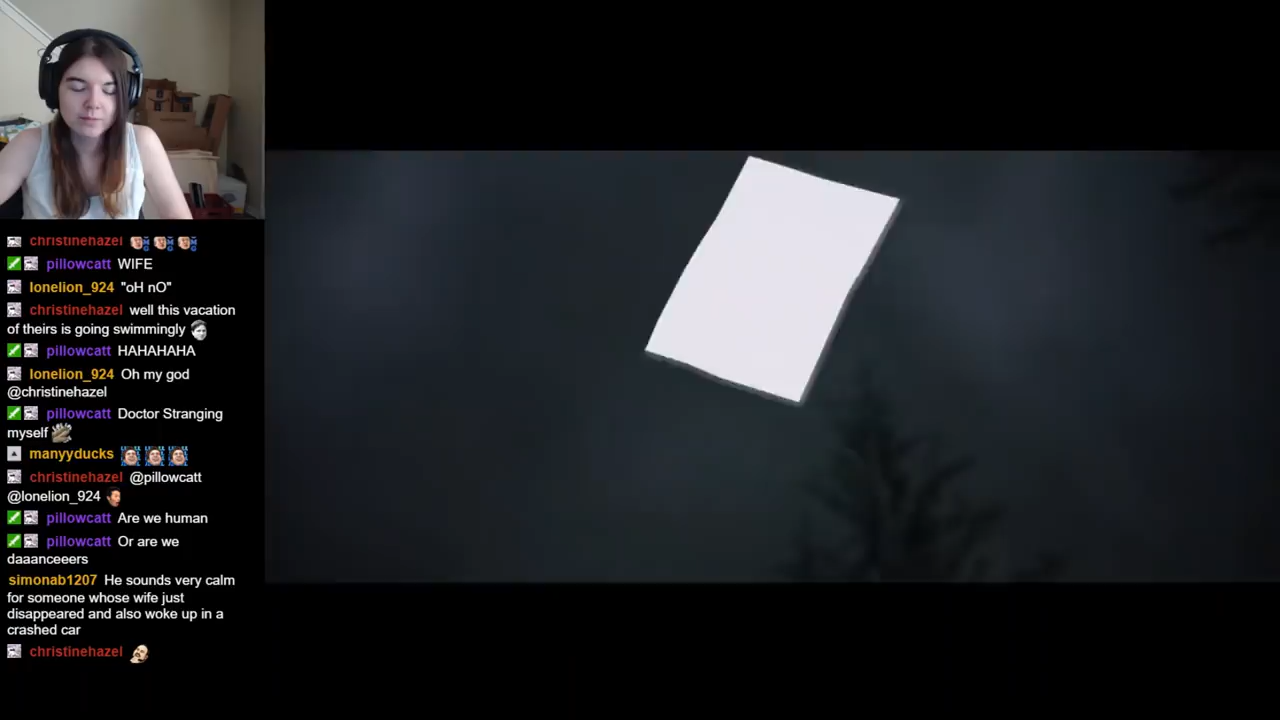 christinehazel
pillowcatt WIFE
lonelion_924 "oH nO"
christinehazel well this vacation
of theirs is going swimmingly
pillowcatt HAHAHAHA
lonelion_924 Oh my god
@christinehazel
pillowcatt Doctor Stranging
myself
manyyducks
christinehazel @pillowcatt
@lonelion_924
pillowcatt Are we human
pillowcatt Or are we
daaanceeers
simonab1207 He sounds very calm
for someone whose wife just
disappeared and also woke up in a
crashed car
christinehazel